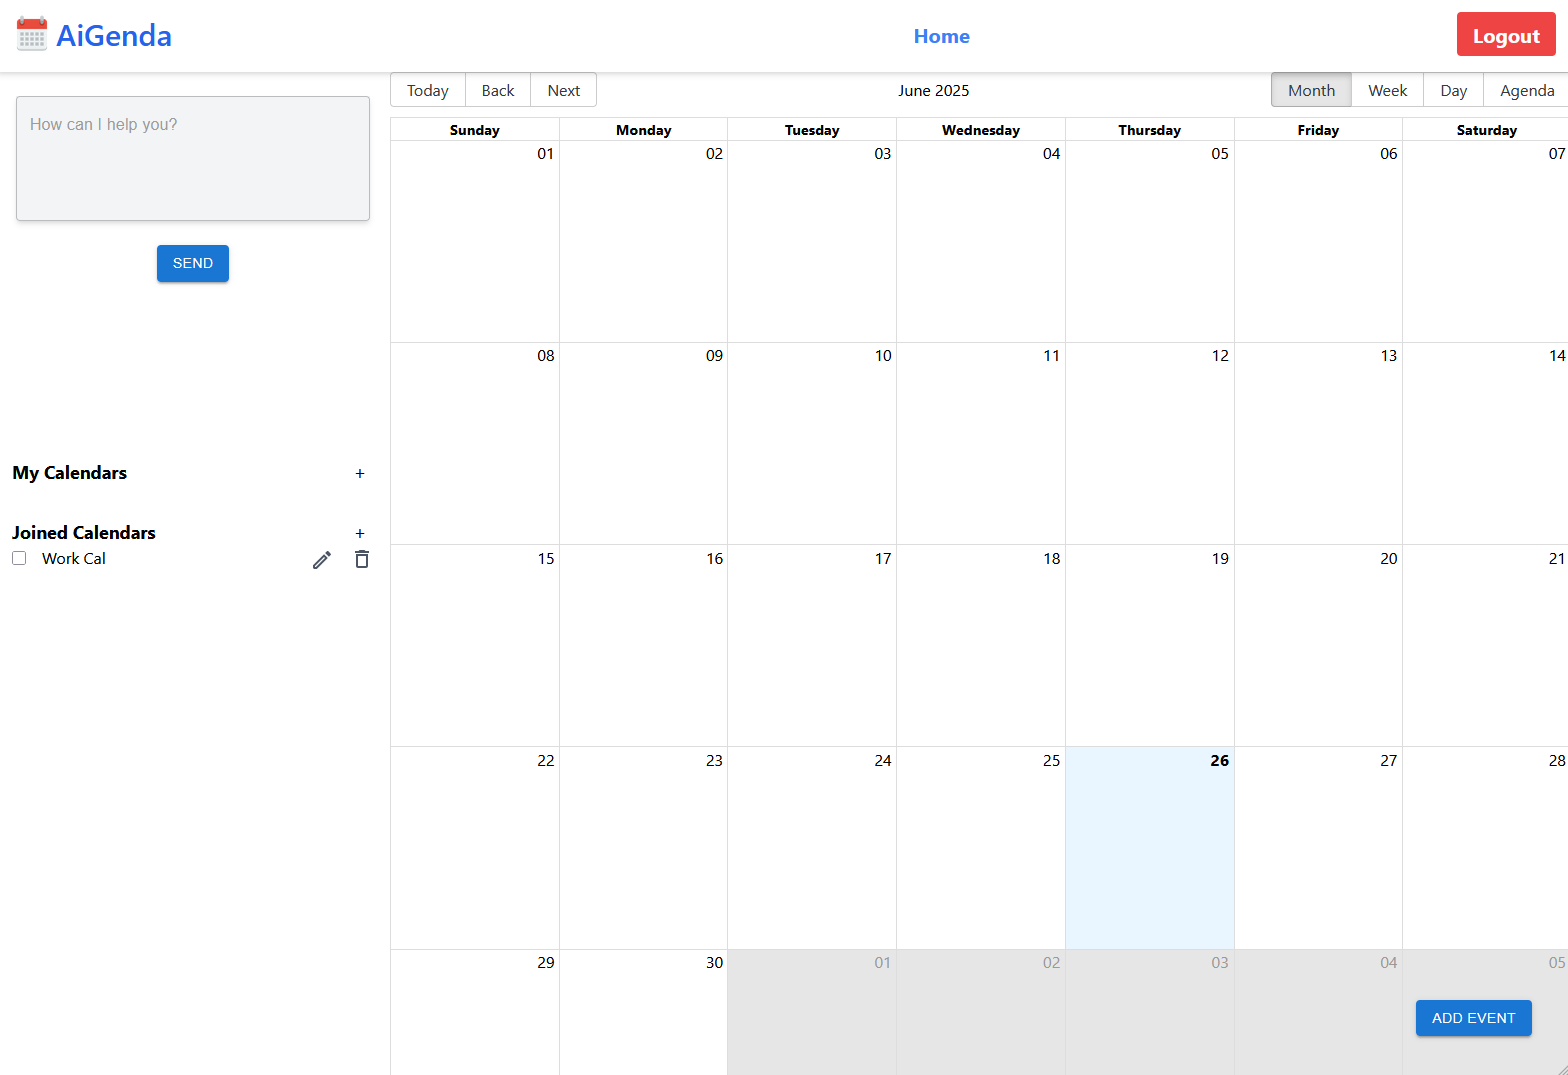 AiGenda
Home
Logout
How can I help you?
SEND
My Calendars +
Joined Calendars +
Work Cal
Today Back Next
June 2025
Month Week Day Agenda
Sunday Monday Tuesday Wednesday Thursday Friday Saturday
01 02 03 04 05 06 07
08 09 10 11 12 13 14
15 16 17 18 19 20 21
22 23 24 25 26 27 28
29 30 01 02 03 04 05
ADD EVENT